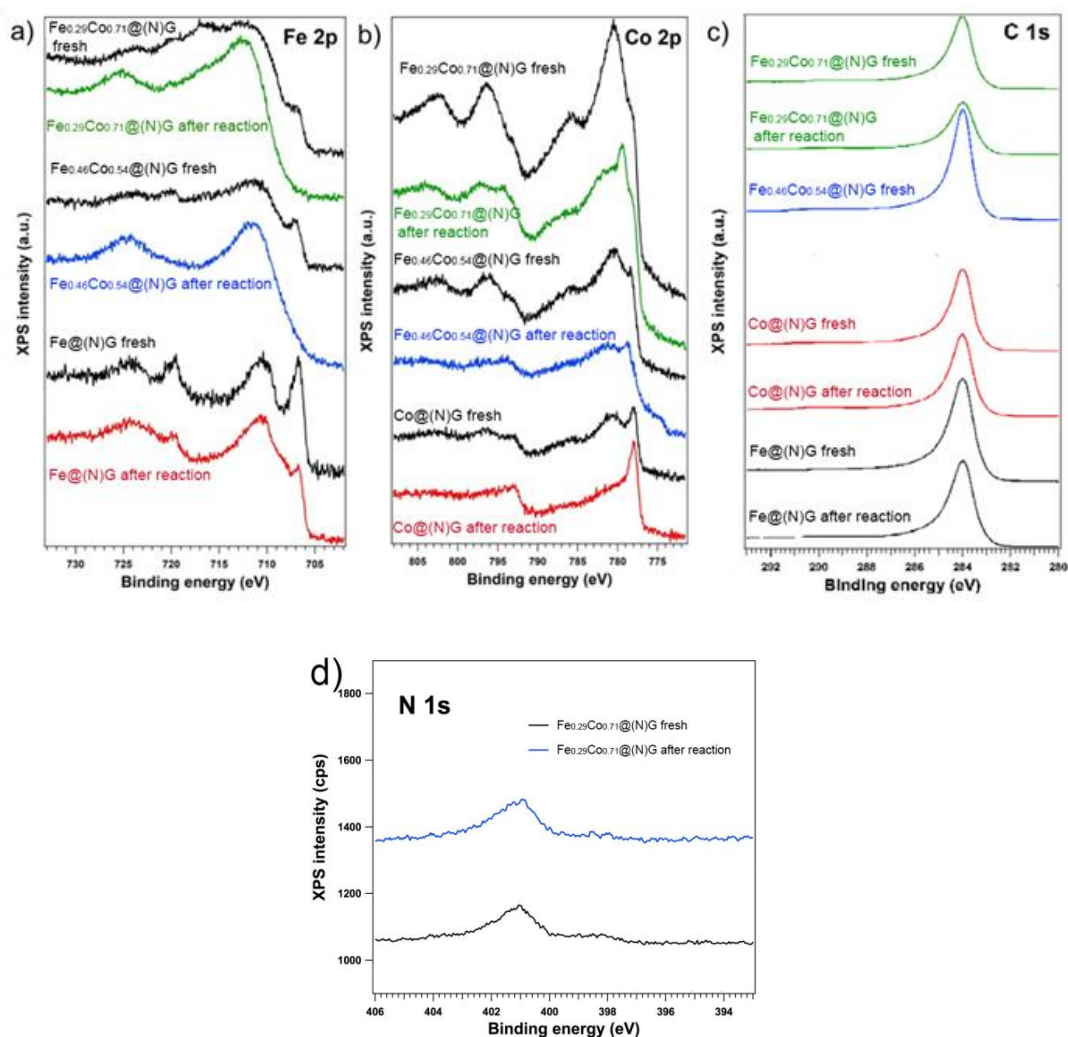 a)
Fe 2p
Fe0.29Co0.71@(N)G
fresh
Fe0.29Co0.71@(N)G after reaction
Fe0.46Co0.54@(N)G fresh
Fe0.46Co0.54@(N)G after reaction
Fe@(N)G fresh
Fe@(N)G after reaction
XPS intensity (a.u.)
730 725 720 715 710 705
Binding energy (eV)
b)
Co 2p
Fe0.29Co0.71@(N)G fresh
Fe0.29Co0.71@(N)G
after reaction
Fe0.46Co0.54@(N)G fresh
Fe0.46Co0.54@(N)G after reaction
Co@(N)G fresh
Co@(N)G after reaction
XPS intensity (a.u.)
805 800 795 790 785 780 775
Binding energy (eV)
c)
C 1s
Fe0.29Co0.71@(N)G fresh
Fe0.29Co0.71@(N)G
after reaction
Fe0.46Co0.54@(N)G fresh
Co@(N)G fresh
Co@(N)G after reaction
Fe@(N)G fresh
Fe@(N)G after reaction
XPS intensity (a.u.)
292 290 288 286 284 252 280
Binding energy (eV)
d)
N 1s
Fe0.29Co0.71@(N)G fresh
Fe0.29Co0.71@(N)G after reaction
XPS intensity (cps)
1800
1600
1400
1200
1000
406 404 402 400 398 396 394
Binding energy (eV)